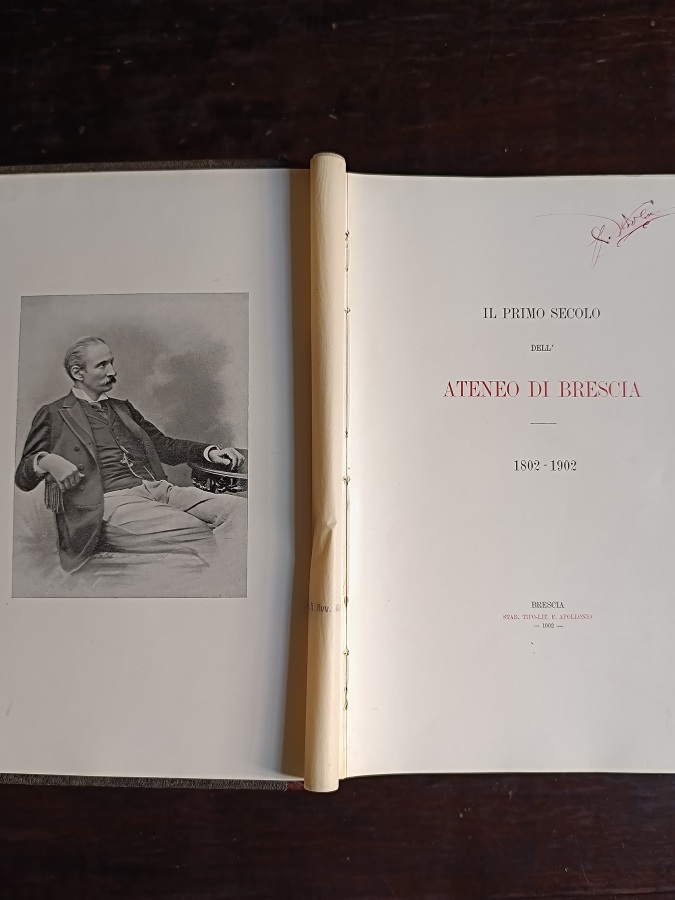 IL PRIMO SECOLO
DELL'
ATENEO DI BRESCIA
1802 - 1902
BRESCIA
STAB. TIPO-LIT. F. APOLLONIO
— 1902 —